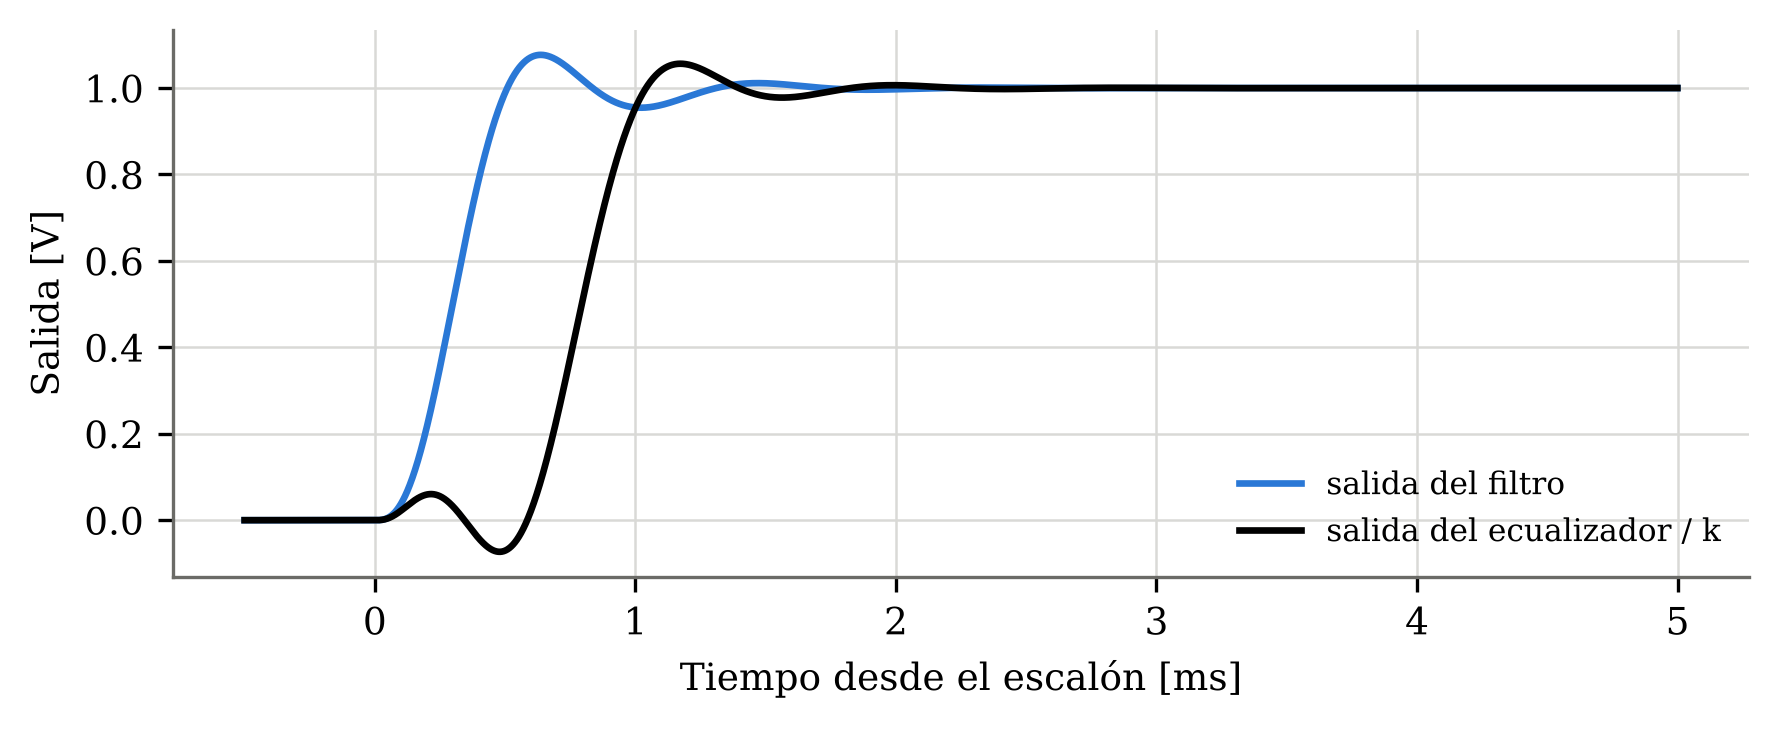 1.0
0.8
0.6
0.4
0.2
0.0
Salida [V]
0 1 2 3 4 5
Tiempo desde el escalón [ms]
salida del filtro
salida del ecualizador / k